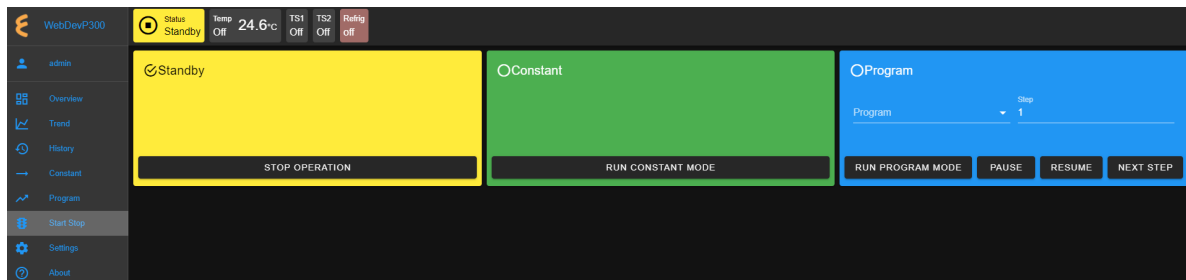 WebDevP300
Status
Standby
Temp
Off
24.6°C
TS1
Off
TS2
Off
Refrig
off
admin
Overview
Trend
History
Constant
Program
Start Stop
Settings
About
Standby
STOP OPERATION
Constant
RUN CONSTANT MODE
Program
Program
Step
1
RUN PROGRAM MODE
PAUSE
RESUME
NEXT STEP